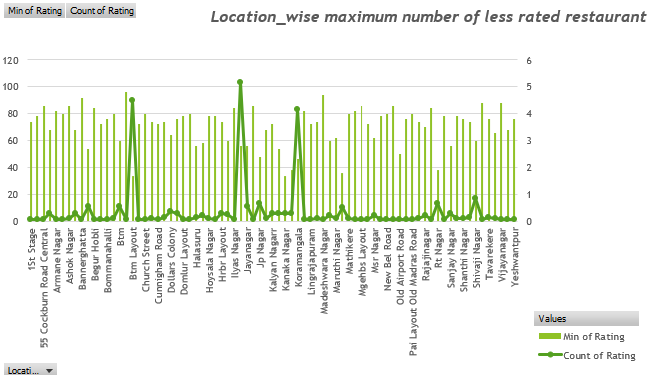 Min of Rating Count of Rating
Location_wise maximum number of less rated restaurant
120 6
100 5
80 4
60 3
40 2
20 1
0 0
1St Stage
55 Cockburn Road Central
Amane Nagar
Ashok Nagar
Bannerghatta
Begur Hobli
Bommanahalli
Btm
Btm Layout
Church Street
Cunnigham Road
Dollars Colony
Domlur Layout
Halasuru
Hoysala Nagar
Hrbr Layout
Ilyas Nagar
Jayanagar
Jp Nagar
Kalyan Nagarr
Kanaka Nagar
Koramangala
Lingrajapuram
Madeshwara Nagar
Maruthi Nagar
Mathikere
Mgehbs Layout
Msr Nagar
New Bel Road
Old Airport Road
Pai Layout Old Madras Road
Rajajinagar
Rt Nagar
Sanjay Nagar
Shanthi Nagar
Shivaji Nagar
Tavarekere
Vijayanagar
Yeshwantpur
Values
Min of Rating
Count of Rating
Locati...